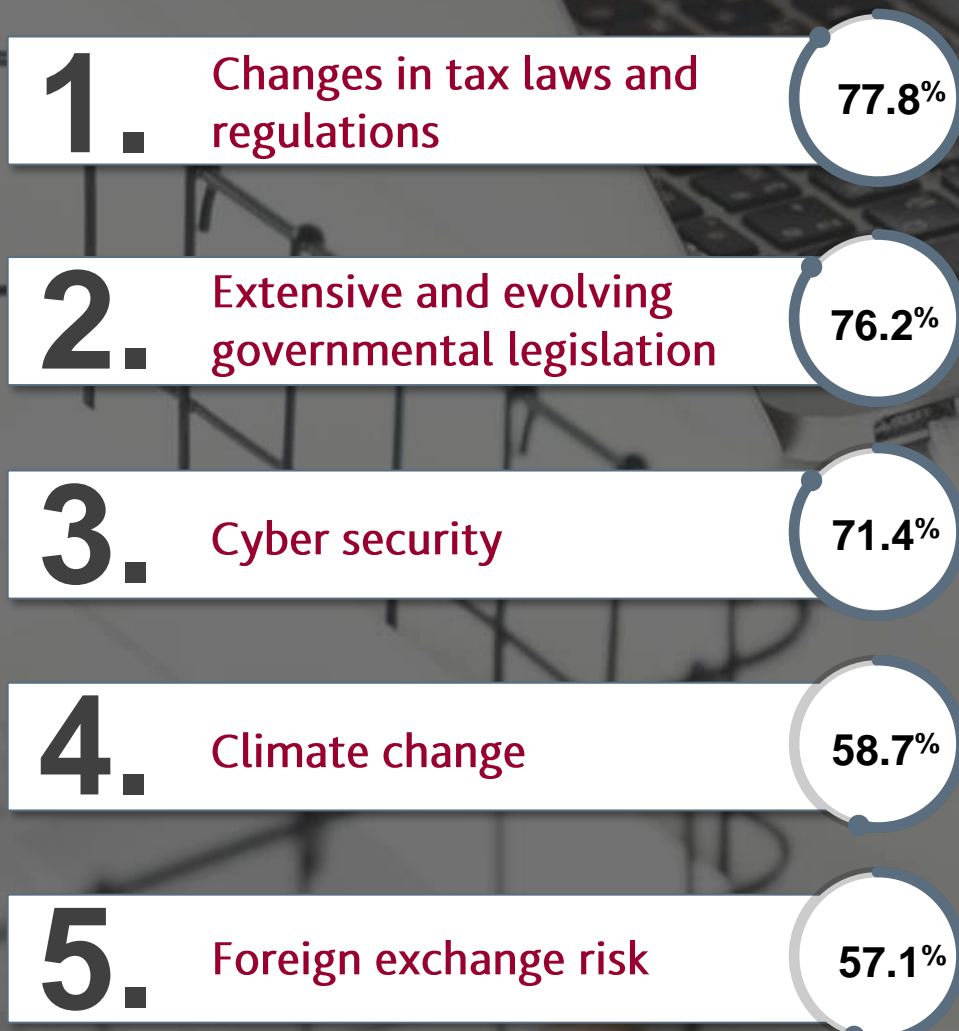 1.
Changes in tax laws and
regulations
77.8%
2.
Extensive and evolving
governmental legislation
76.2%
3.
Cyber security
71.4%
4.
Climate change
58.7%
5.
Foreign exchange risk
57.1%